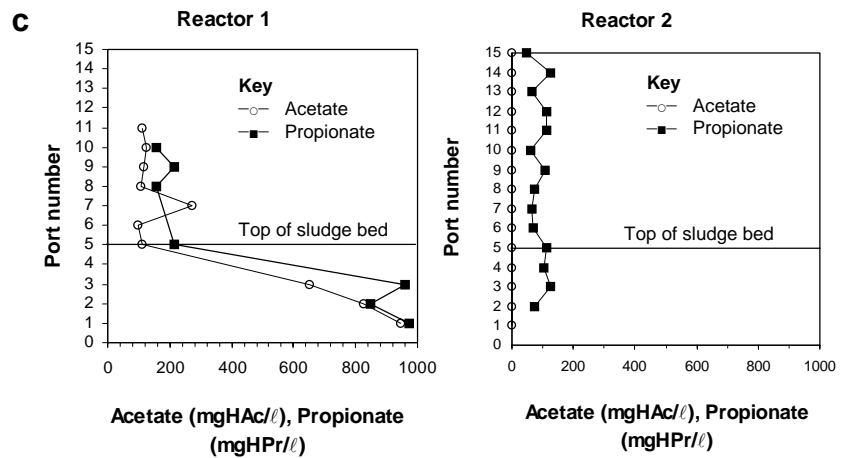 c
Reactor 1
Port number
15
14
13
12
11
10
9
8
7
6
5
4
3
2
1
0
Key
Acetate
Propionate
Top of sludge bed
0 200 400 600 800 1000
Acetate (mgHAc/ℓ), Propionate
(mgHPr/ℓ)
Reactor 2
Port number
15
14
13
12
11
10
9
8
7
6
5
4
3
2
1
0
Key
Acetate
Propionate
Top of sludge bed
0 200 400 600 800 1000
Acetate (mgHAc/ℓ), Propionate
(mgHPr/ℓ)